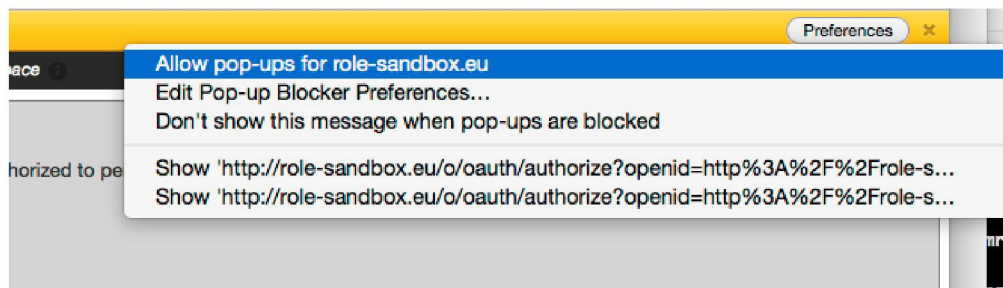 Preferences
ace
Allow pop-ups for role-sandbox.eu
Edit Pop-up Blocker Preferences...
Don't show this message when pop-ups are blocked
horized to pe
Show 'http://role-sandbox.eu/o/oauth/authorize?openid=http%3A%2F%2Frole-s...
Show 'http://role-sandbox.eu/o/oauth/authorize?openid=http%3A%2F%2Frole-s...